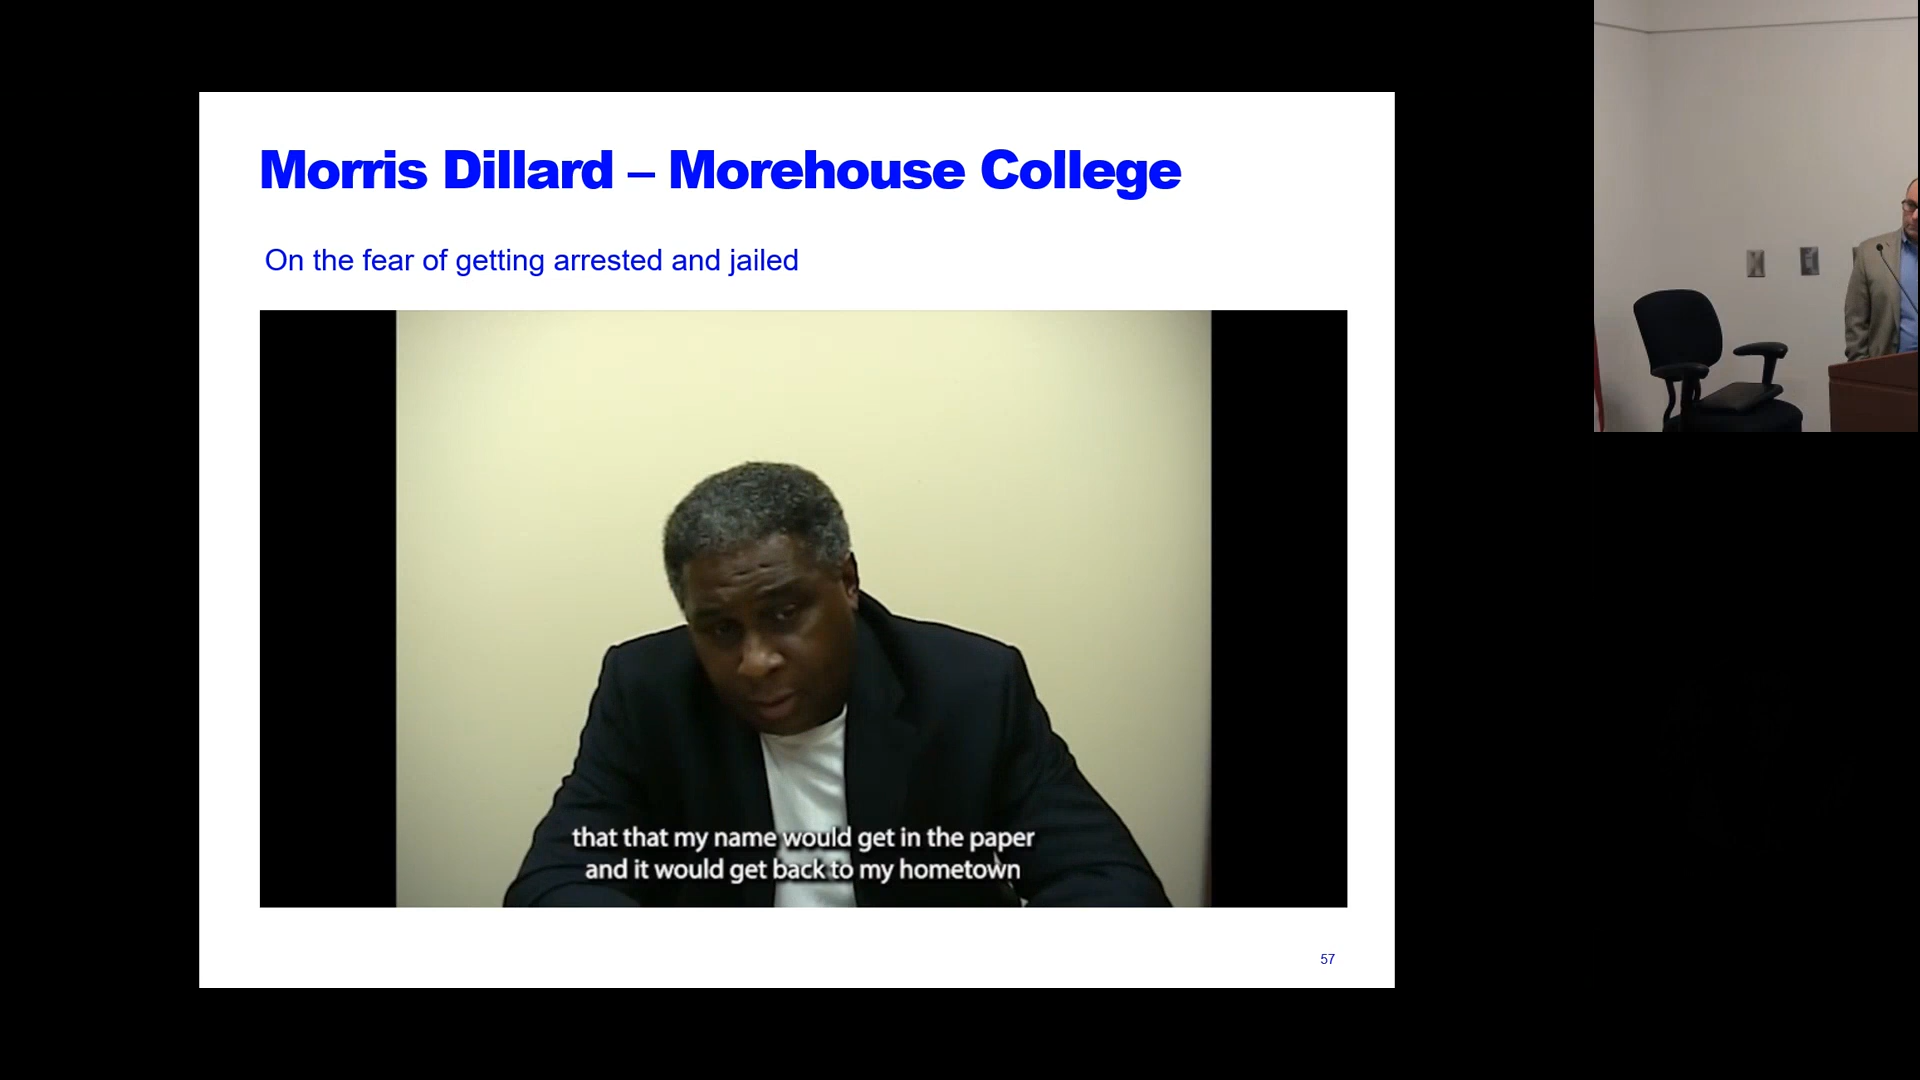 Morris Dillard – Morehouse College
On the fear of getting arrested and jailed
that that my name would get in the paper
and it would get back to my hometown
57